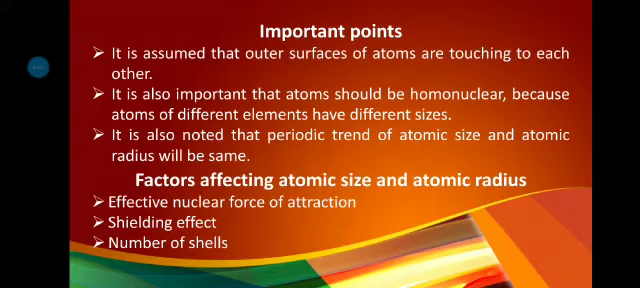 Important points
➢ It is assumed that outer surfaces of atoms are touching to each
other.
➢ It is also important that atoms should be homonuclear, because
atoms of different elements have different sizes.
➢ It is also noted that periodic trend of atomic size and atomic
radius will be same.
Factors affecting atomic size and atomic radius
➢ Effective nuclear force of attraction
➢ Shielding effect
➢ Number of shells